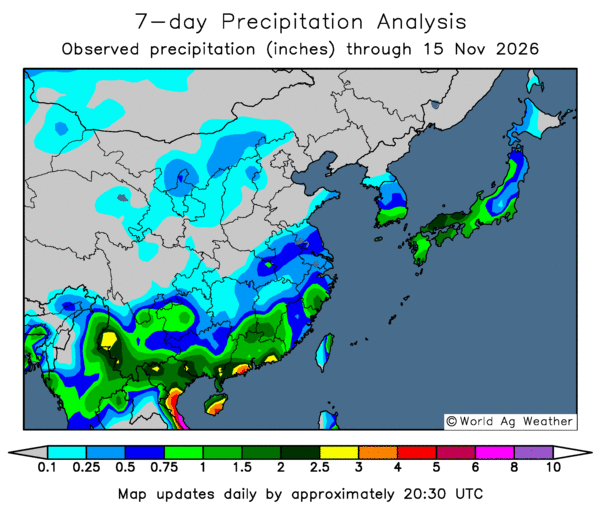 7-day Precipitation Analysis
Observed precipitation (inches) through 15 Nov 2026
© World Ag Weather
0.1 0.25 0.5 0.75 1 1.5 2 2.5 3 4 5 6 8 10
Map updates daily by approximately 20:30 UTC